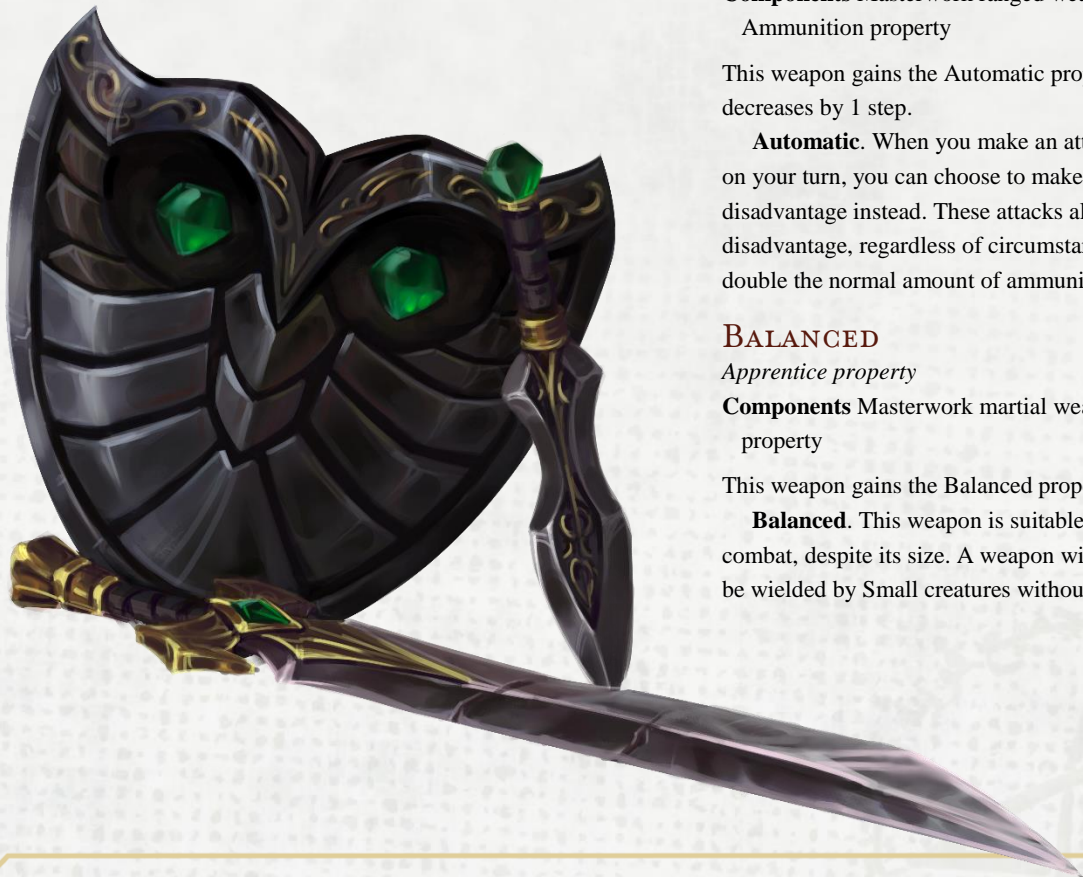 Ammunition property
This weapon gains the Automatic pro
decreases by 1 step.
Automatic. When you make an att
on your turn, you can choose to make
disadvantage instead. These attacks al
disadvantage, regardless of circumsta
double the normal amount of ammuni
BALANCED
Apprentice property
Components Masterwork martial wea
property
This weapon gains the Balanced prop
Balanced. This weapon is suitable
combat, despite its size. A weapon wi
be wielded by Small creatures withou